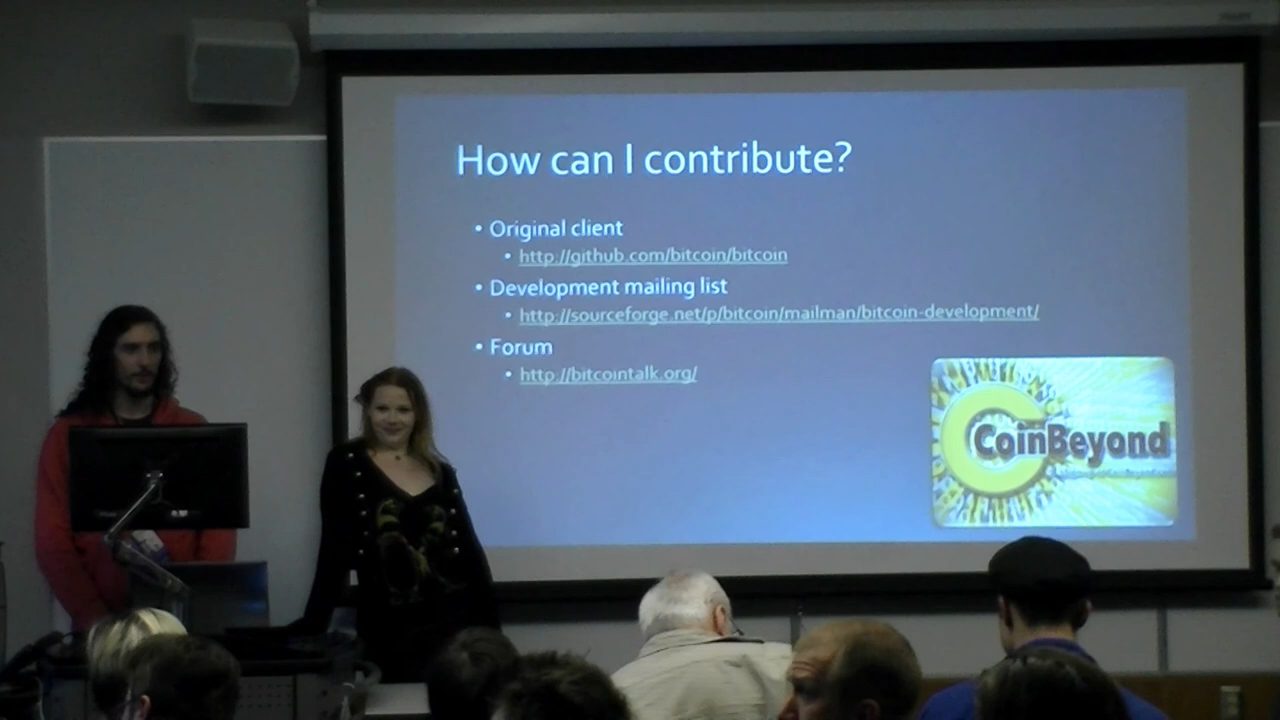 How can I contribute?
• Original client
• http://github.com/bitcoin/bitcoin
• Development mailing list
• http://sourceforge.net/p/bitcoin/mailman/bitcoin-development/
• Forum
• http://bitcointalk.org/
CoinBeyond